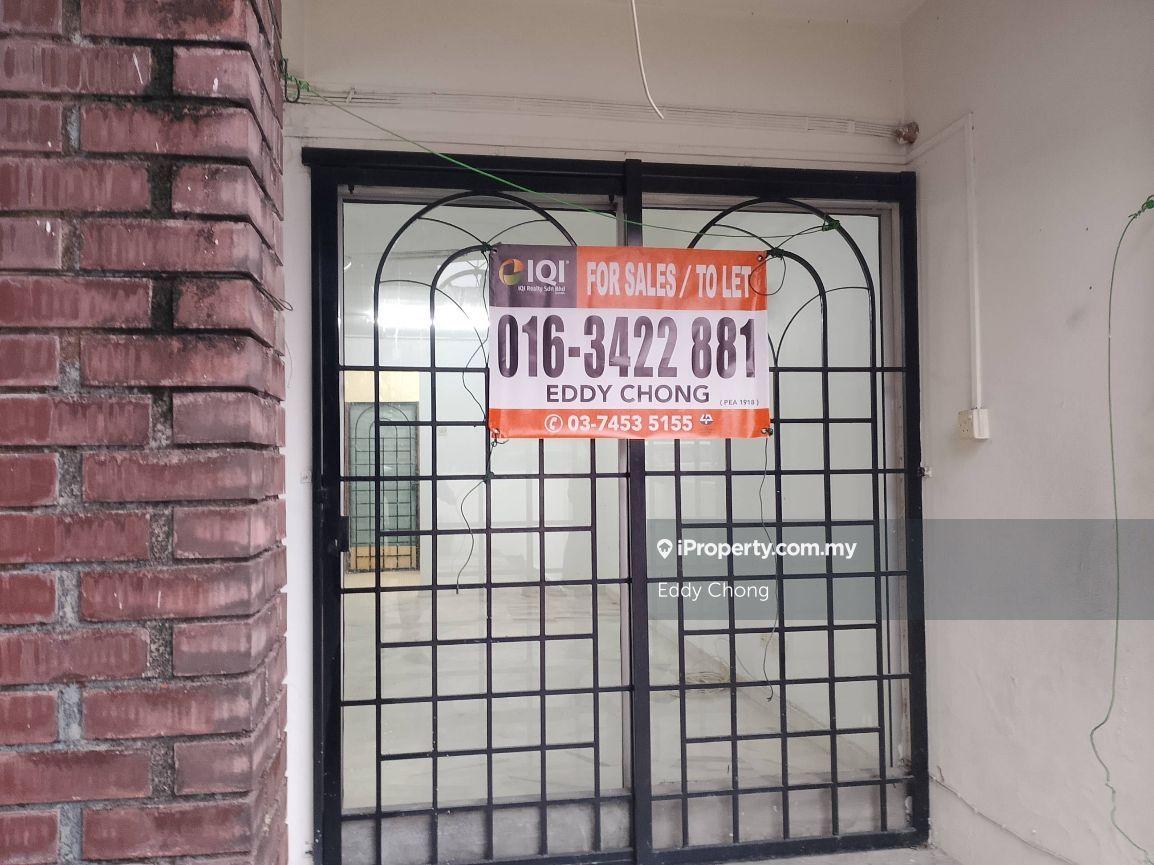 IQI
IQI Realty Sdn Bhd
FOR SALES / TO LET
016-3422 881
EDDY CHONG
( PEA 1918 )
03-7453 5155
iProperty.com.my
Eddy Chong